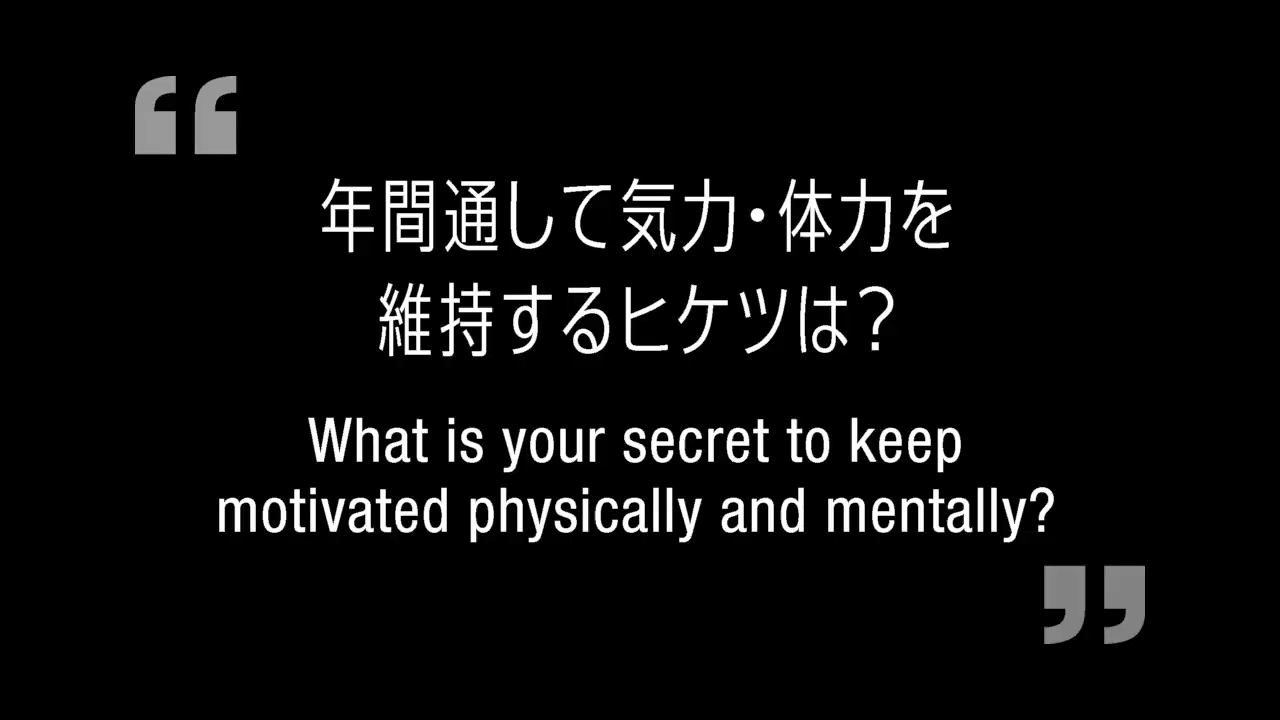 “
年間通して気力・体力を
維持するヒケツは?
What is your secret to keep
motivated physically and mentally?
”